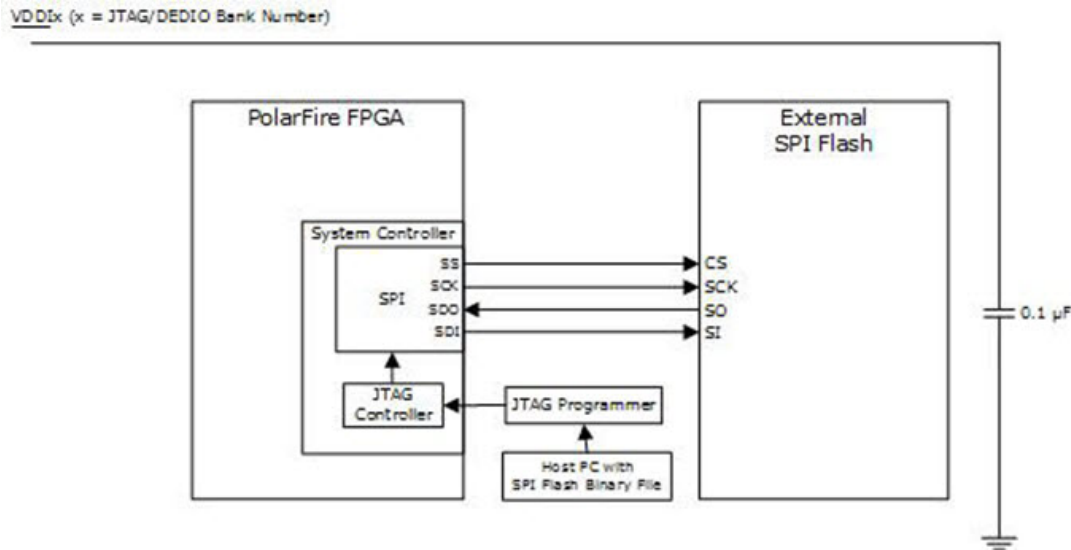 VDDIx (x = JTAG/DEDIO Bank Number)
PolarFire FPGA
External
SPI Flash
System Controller
SS
CS
SCK
SPI
SCK
SDO
SO
SDI
SI
0.1 µF
JTAG
Controller
JTAG Programmer
Host PC with
SPI Flash Binary File